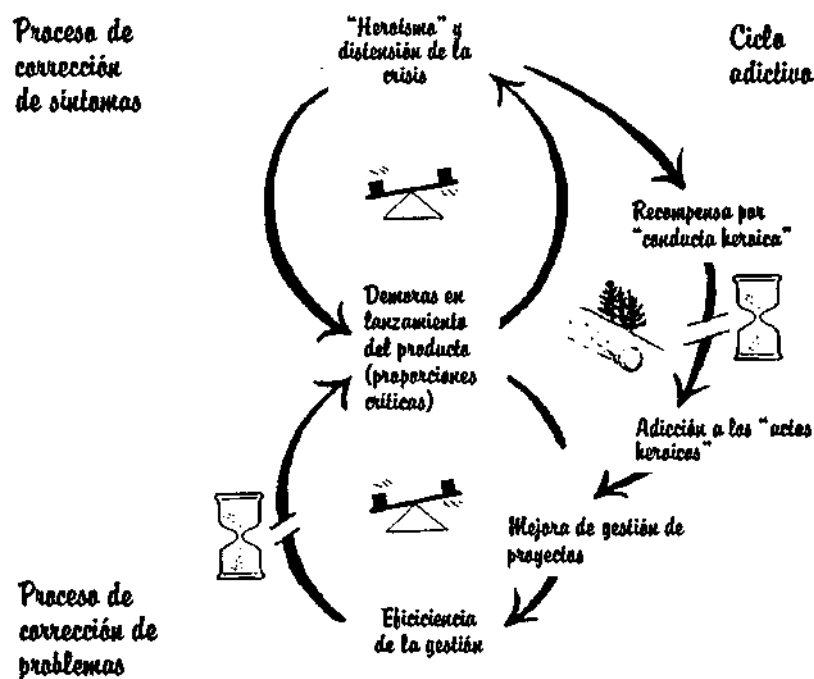 Proceso de
corrección
de síntomas
"Heroísmo" y
distensión de la
crisis
Ciclo
adictivo
Recompensa por
"conducta heroica"
Demoras en
lanzamiento
del producto
(proporciones
críticas)
Adicción a los "actos
heroicos"
Mejora de gestión de
proyectos
Eficiciencia
de la gestión
Proceso de
corrección de
problemas